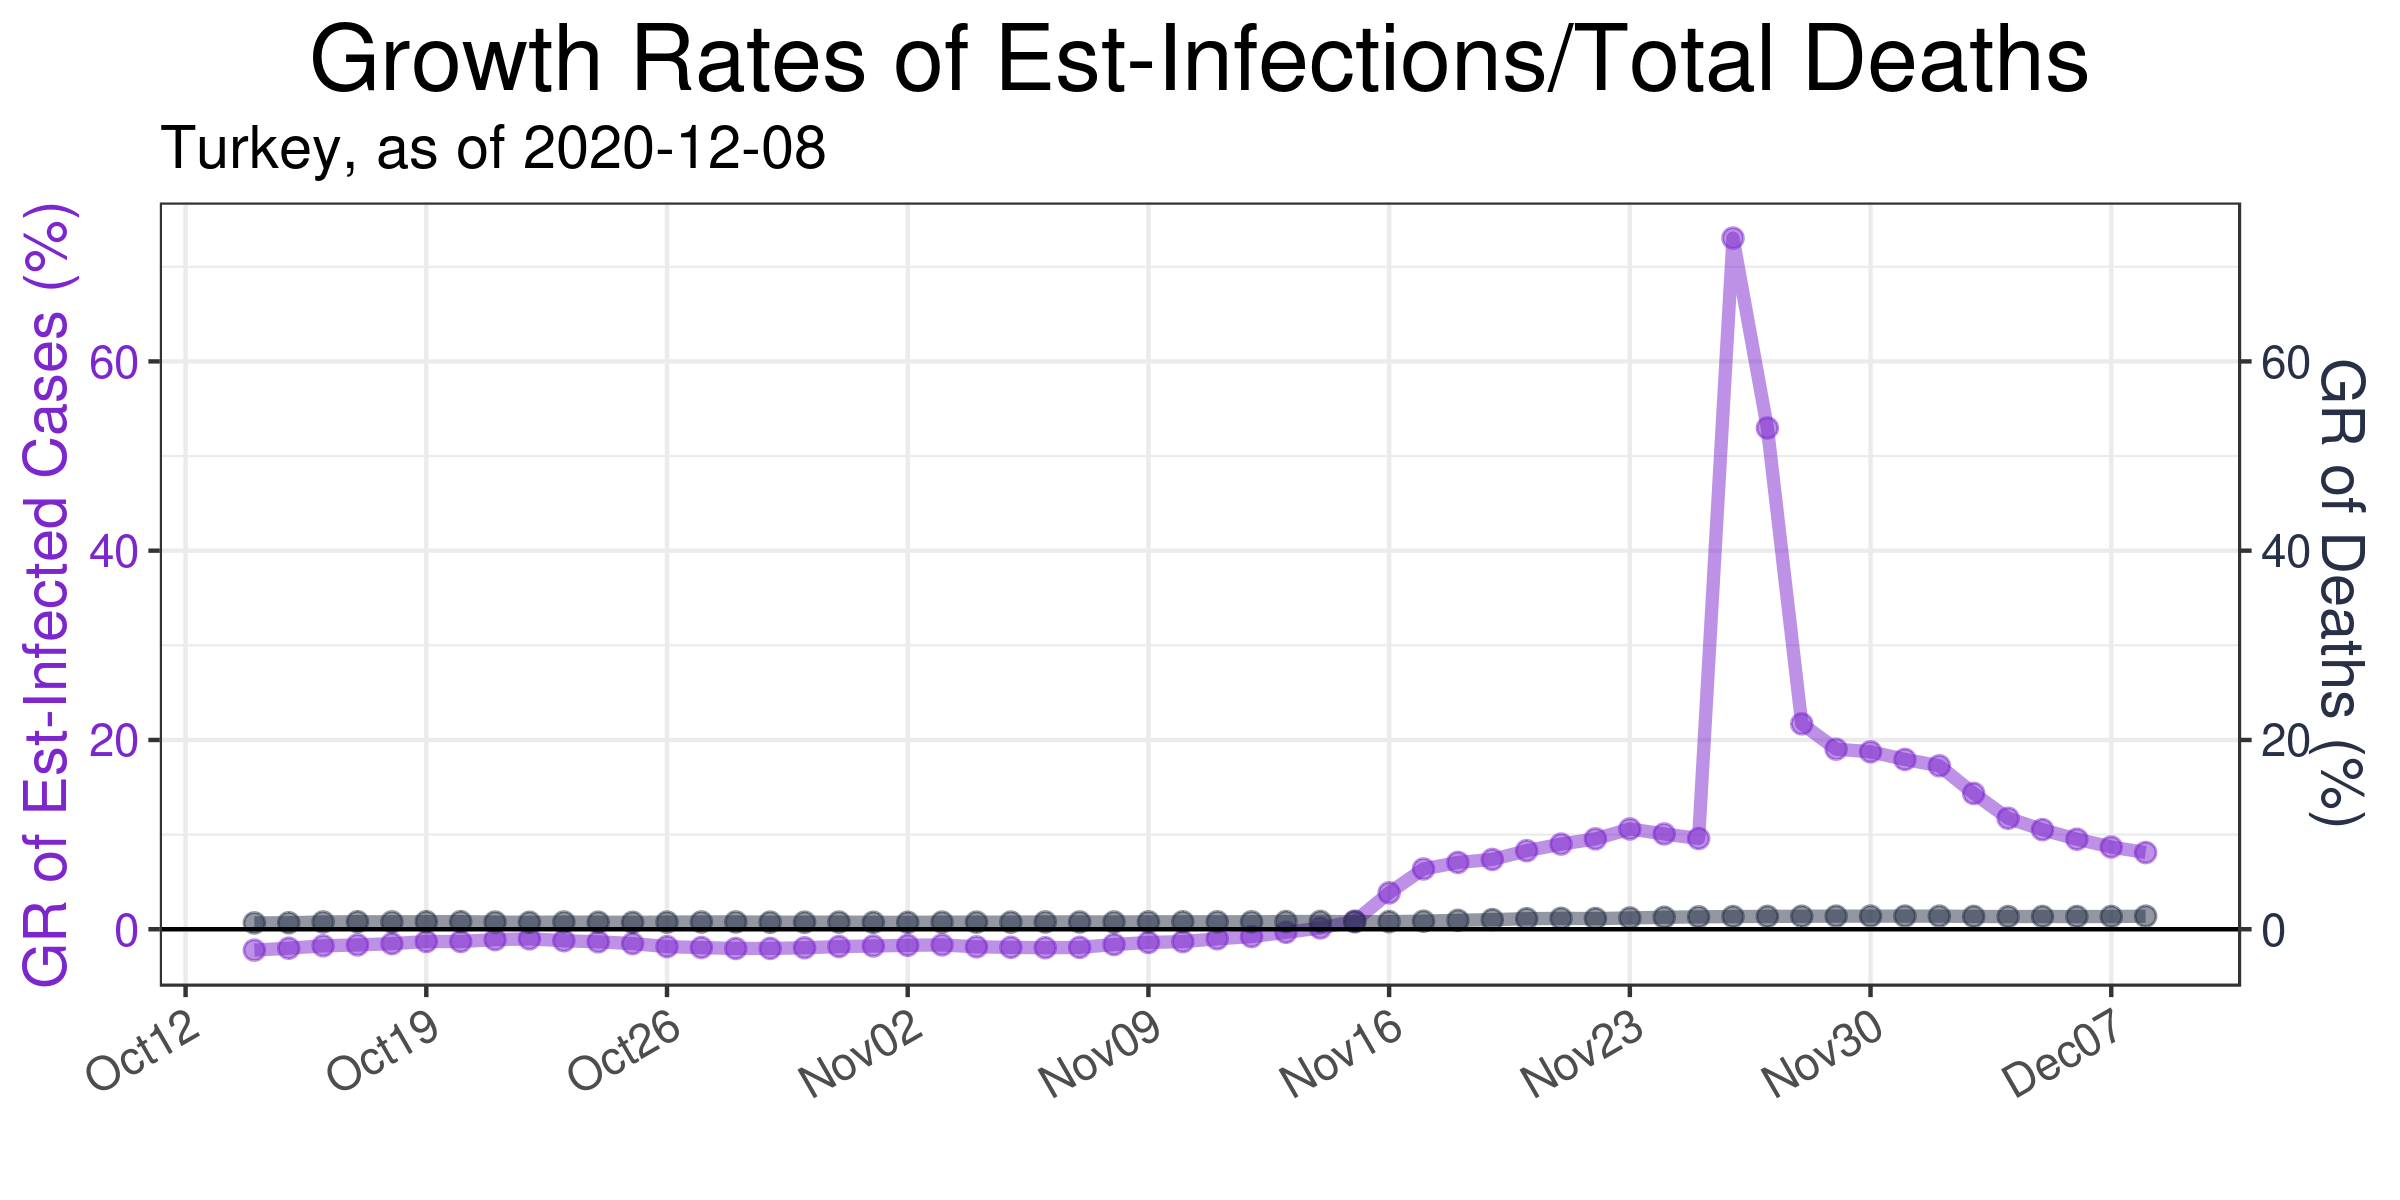 Growth Rates of Est-Infections/Total Deaths
Turkey, as of 2020-12-08
GR of Est-Infected Cases (%)
60
40
20
0
60
40
20
0
GR of Deaths (%)
Oct12
Oct19
Oct26
Nov02
Nov09
Nov16
Nov23
Nov30
Dec07